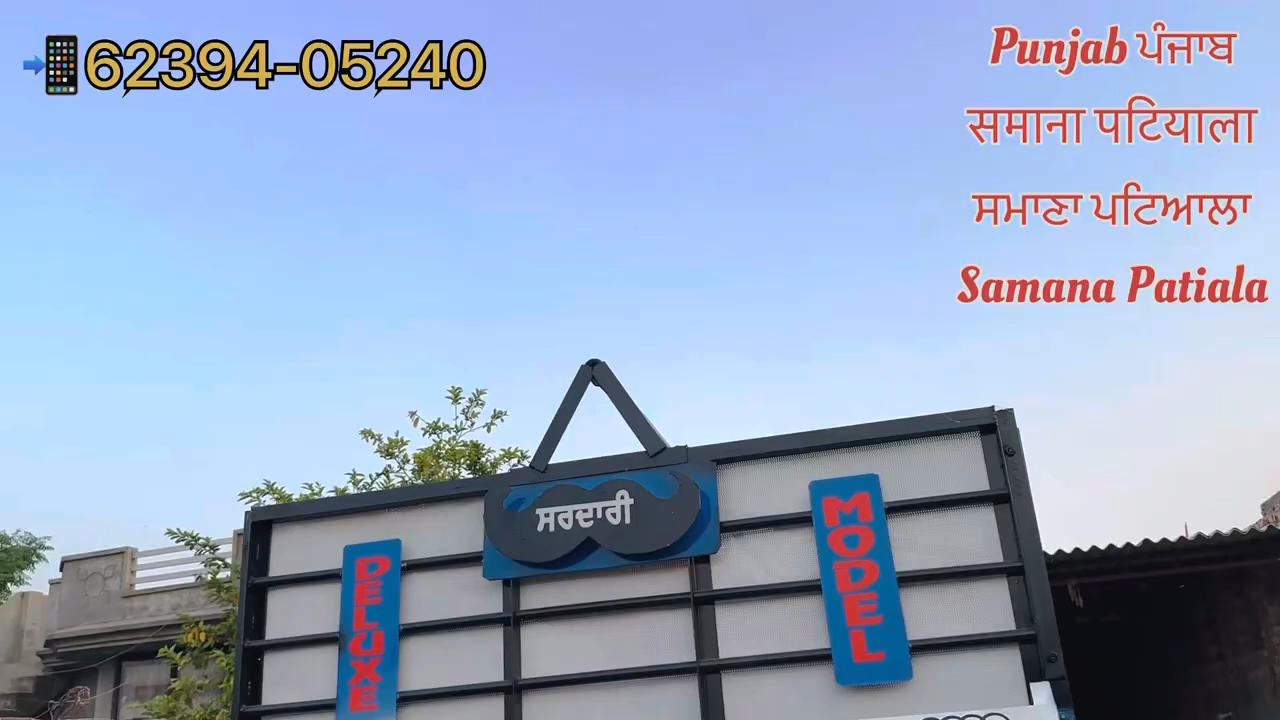 📲62394-05240
Punjab ਪੰਜਾਬ
समाना पटियाला
ਸਮਾਣਾ ਪਟਿਆਲਾ
Samana Patiala
ਸਰਦਾਰੀ
DELUXE
MODEL